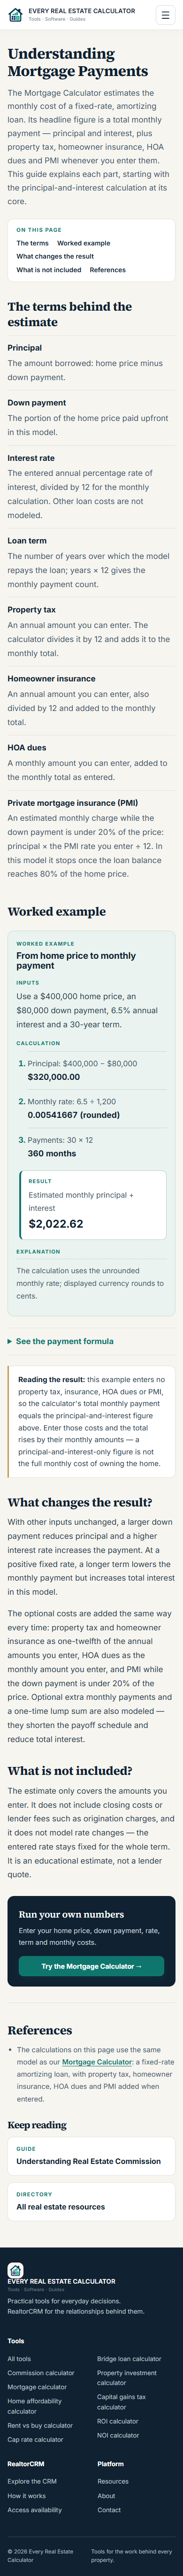 EVERY REAL ESTATE CALCULATOR
Tools · Software · Guides
Understanding
Mortgage Payments
The Mortgage Calculator estimates the
monthly cost of a fixed-rate, amortizing
loan. Its headline figure is a total monthly
payment — principal and interest, plus
property tax, homeowner insurance, HOA
dues and PMI whenever you enter them.
This guide explains each part, starting with
the principal-and-interest calculation at its
core.
ON THIS PAGE
The terms Worked example
What changes the result
What is not included References
The terms behind the
estimate
Principal
The amount borrowed: home price minus
down payment.
Down payment
The portion of the home price paid upfront
in this model.
Interest rate
The entered annual percentage rate of
interest, divided by 12 for the monthly
calculation. Other loan costs are not
modeled.
Loan term
The number of years over which the model
repays the loan; years × 12 gives the
monthly payment count.
Property tax
An annual amount you can enter. The
calculator divides it by 12 and adds it to the
monthly total.
Homeowner insurance
An annual amount you can enter, also
divided by 12 and added to the monthly
total.
HOA dues
A monthly amount you can enter, added to
the monthly total as entered.
Private mortgage insurance (PMI)
An estimated monthly charge while the
down payment is under 20% of the price:
principal × the PMI rate you enter ÷ 12. In
this model it stops once the loan balance
reaches 80% of the home price.
Worked example
WORKED EXAMPLE
From home price to monthly
payment
INPUTS
Use a $400,000 home price, an
$80,000 down payment, 6.5% annual
interest and a 30-year term.
CALCULATION
1. Principal: $400,000 − $80,000
$320,000.00
2. Monthly rate: 6.5 ÷ 1,200
0.00541667 (rounded)
3. Payments: 30 × 12
360 months
RESULT
Estimated monthly principal +
interest
$2,022.62
EXPLANATION
The calculation uses the unrounded
monthly rate; displayed currency rounds to
cents.
See the payment formula
Reading the result: this example enters no
property tax, insurance, HOA dues or PMI,
so the calculator's total monthly payment
equals the principal-and-interest figure
above. Enter those costs and the total
rises by their monthly amounts — a
principal-and-interest-only figure is not
the full monthly cost of owning the home.
What changes the result?
With other inputs unchanged, a larger down
payment reduces principal and a higher
interest rate increases the payment. At a
positive fixed rate, a longer term lowers the
monthly payment but increases total interest
in this model.
The optional costs are added the same way
every time: property tax and homeowner
insurance as one-twelfth of the annual
amounts you enter, HOA dues as the
monthly amount you enter, and PMI while
the down payment is under 20% of the
price. Optional extra monthly payments and
a one-time lump sum are also modeled —
they shorten the payoff schedule and
reduce total interest.
What is not included?
The estimate only covers the amounts you
enter. It does not include closing costs or
lender fees such as origination charges, and
it does not model rate changes — the
entered rate stays fixed for the whole term.
It is an educational estimate, not a lender
quote.
Run your own numbers
Enter your home price, down payment, rate,
term and monthly costs.
Try the Mortgage Calculator →
References
• The calculations on this page use the same
model as our Mortgage Calculator: a fixed-rate
amortizing loan, with property tax, homeowner
insurance, HOA dues and PMI added when
entered.
Keep reading
GUIDE
Understanding Real Estate Commission
DIRECTORY
All real estate resources
EVERY REAL ESTATE CALCULATOR
Tools · Software · Guides
Practical tools for everyday decisions.
RealtorCRM for the relationships behind them.
Tools
All tools
Commission calculator
Mortgage calculator
Home affordability
calculator
Rent vs buy calculator
Cap rate calculator
Bridge loan calculator
Property investment
calculator
Capital gains tax
calculator
ROI calculator
NOI calculator
RealtorCRM
Explore the CRM
How it works
Access availability
Platform
Resources
About
Contact
© 2026 Every Real Estate
Calculator
Tools for the work behind every
property.